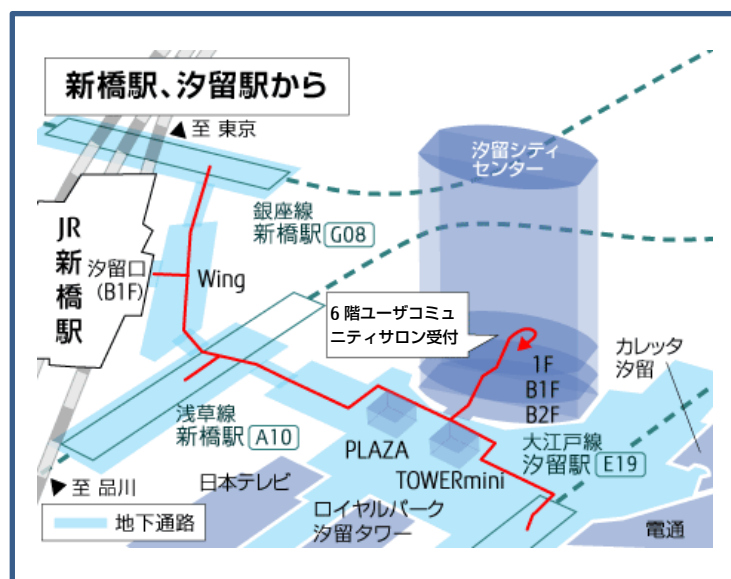 新橋駅、汐留駅から
▲至 東京
汐留シティ
センター
銀座線
新橋駅 G08
JR
新
橋
駅
汐留口
(B1F)
Wing
6 階ユーザコミュ
ニティサロン受付
カレッタ
汐留
1F
B1F
B2F
浅草線
新橋駅 A10
PLAZA
TOWERmini
大江戸線
汐留駅 E19
▼至 品川
日本テレビ
ロイヤルパーク
汐留タワー
電通
地下通路